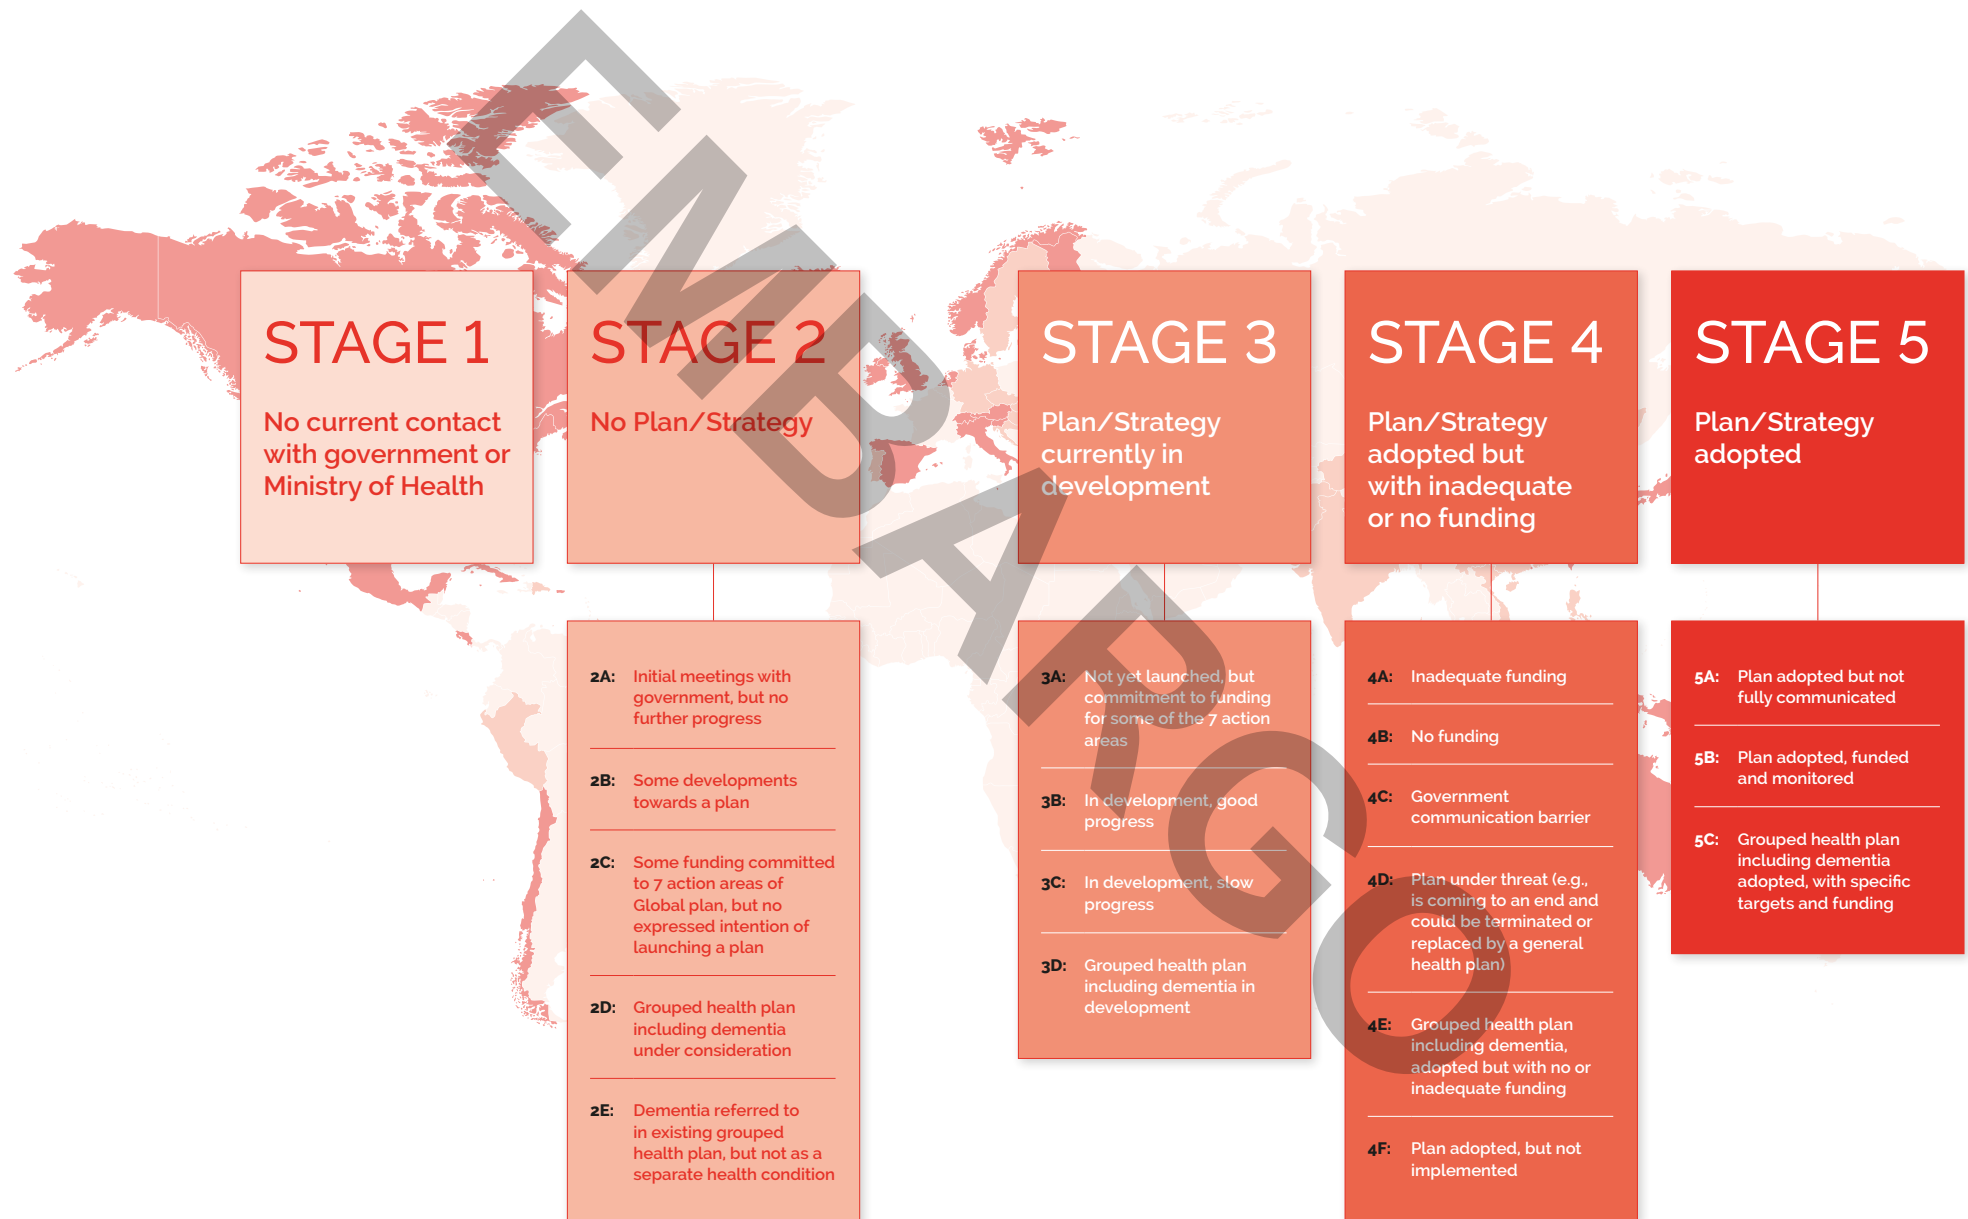 STAGE 1
No current contact
with government or
Ministry of Health
STAGE 2
No Plan/Strategy
2A: Initial meetings with
government, but no
further progress
2B: Some developments
towards a plan
2C: Some funding committed
to 7 action areas of
Global plan, but no
expressed intention of
launching a plan
2D: Grouped health plan
including dementia
under consideration
2E: Dementia referred to
in existing grouped
health plan, but not as a
separate health condition
STAGE 3
Plan/Strategy
currently in
development
3A: Not yet launched, but
commitment to funding
for some of the 7 action
areas
3B: In development, good
progress
3C: In development, slow
progress
3D: Grouped health plan
including dementia in
development
STAGE 4
Plan/Strategy
adopted but
with inadequate
or no funding
4A: Inadequate funding
4B: No funding
4C: Government
communication barrier
4D: Plan under threat (e.g.,
is coming to an end and
could be terminated or
replaced by a general
health plan)
4E: Grouped health plan
including dementia,
adopted but with no or
inadequate funding
4F: Plan adopted, but not
implemented
STAGE 5
Plan/Strategy
adopted
5A: Plan adopted but not
fully communicated
5B: Plan adopted, funded
and monitored
5C: Grouped health plan
including dementia
adopted, with specific
targets and funding
EMBARGO